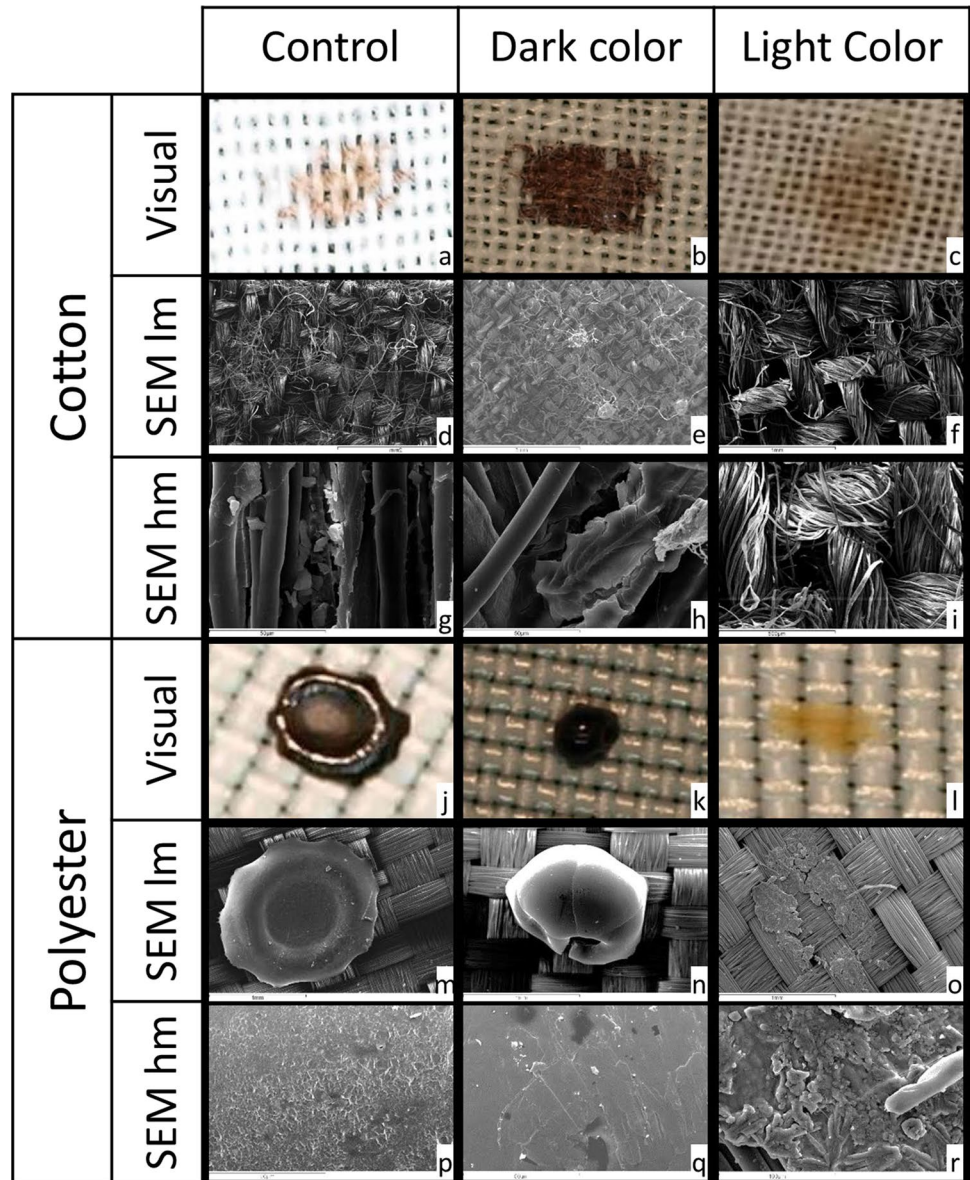 Control Dark color Light Color
Cotton
Visual
a b c
SEM lm
d e f
SEM hm
g h i
Polyester
Visual
j k l
SEM lm
m n o
SEM hm
p q r